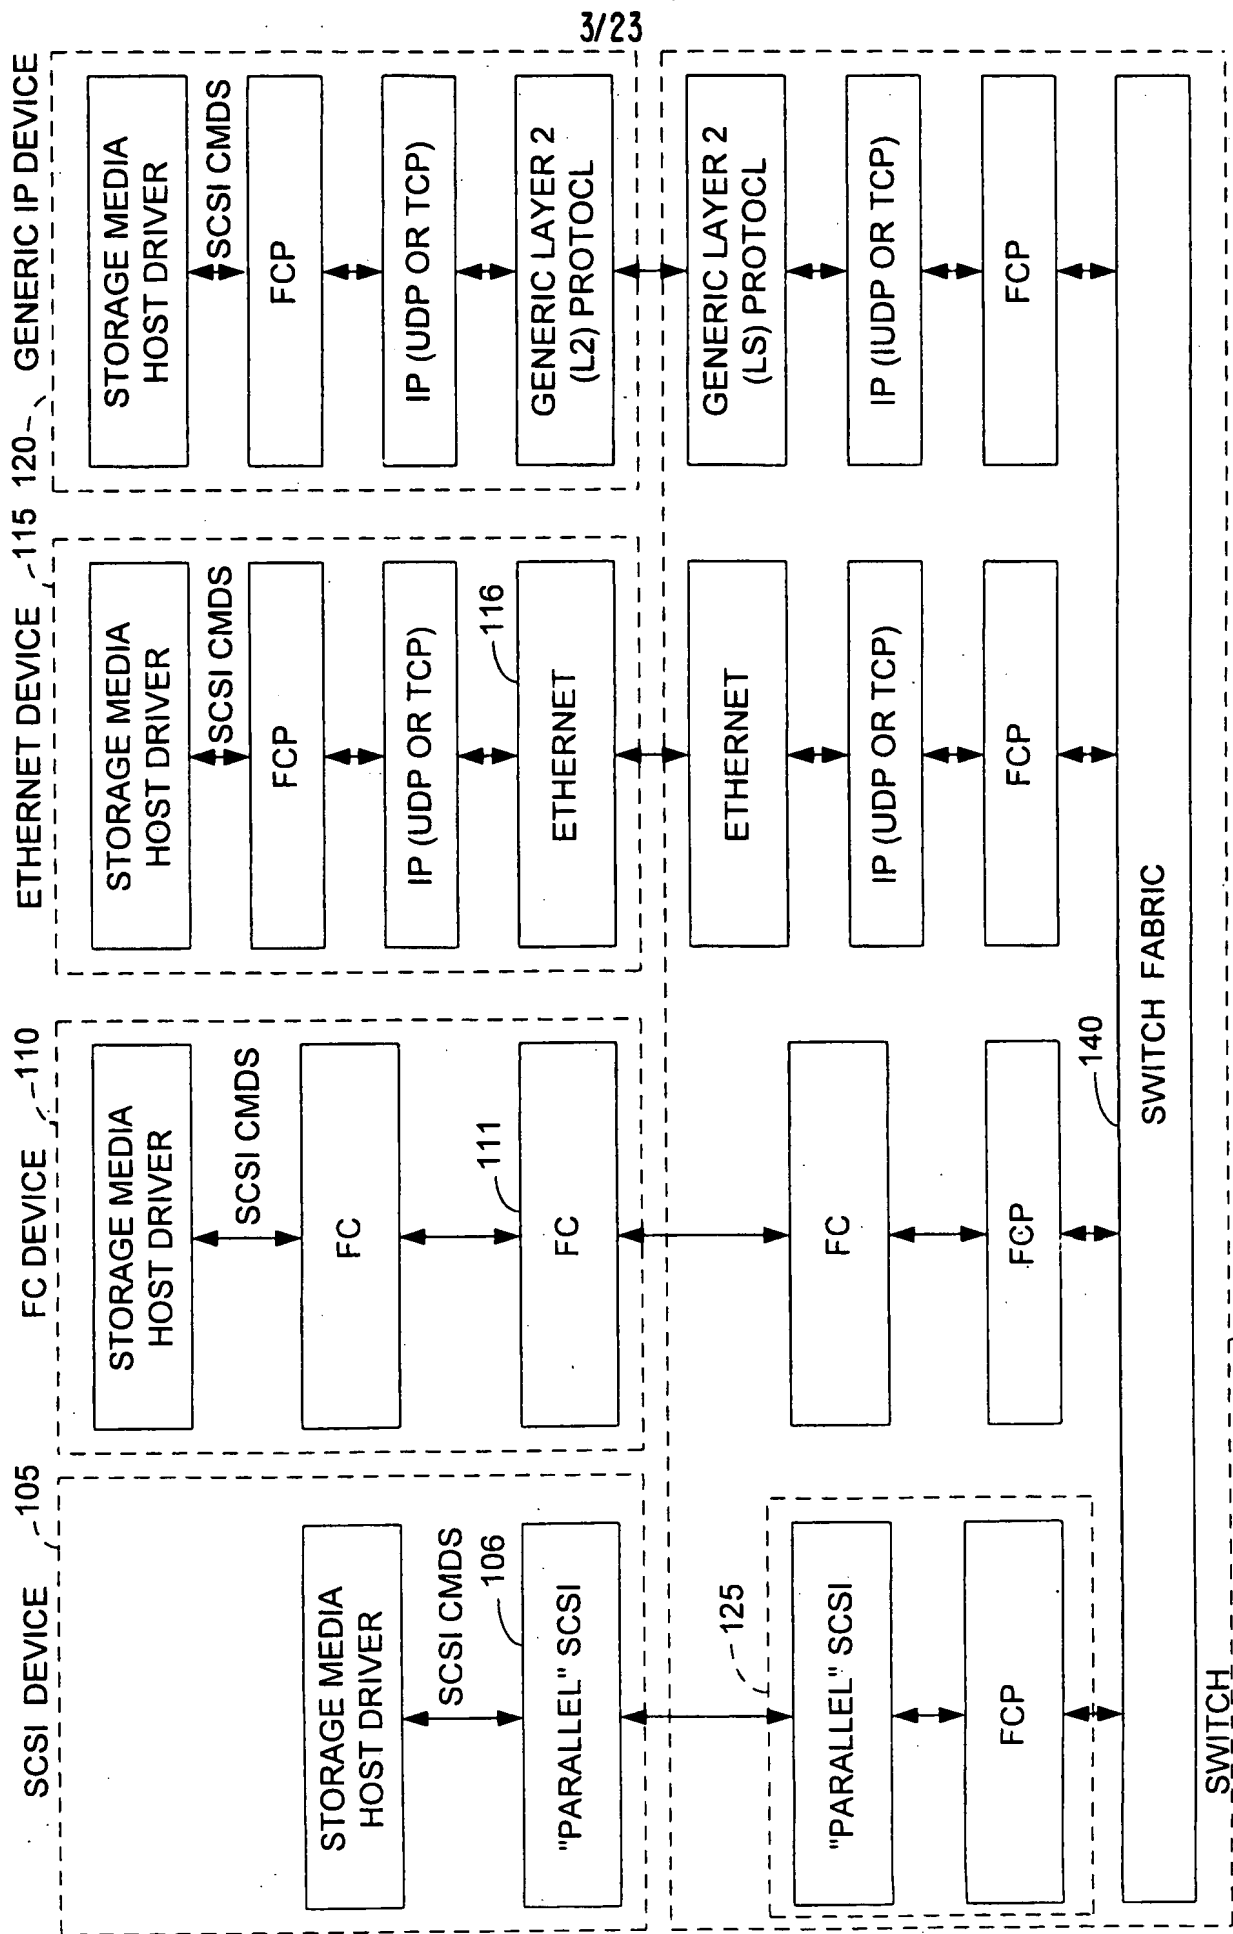 3/23
SCSI DEVICE
105
STORAGE MEDIA
HOST DRIVER
SCSI CMDS
106
"PARALLEL" SCSI
125
"PARALLEL" SCSI
FCP
FC DEVICE
110
STORAGE MEDIA
HOST DRIVER
SCSI CMDS
FC
111
FC
FC
FCP
ETHERNET DEVICE
115
STORAGE MEDIA
HOST DRIVER
SCSI CMDS
FCP
IP (UDP OR TCP)
116
ETHERNET
ETHERNET
IP (UDP OR TCP)
FCP
120
GENERIC IP DEVICE
STORAGE MEDIA
HOST DRIVER
SCSI CMDS
FCP
IP (UDP OR TCP)
GENERIC LAYER 2
(L2) PROTOCL
GENERIC LAYER 2
(LS) PROTOCL
IP (IUDP OR TCP)
FCP
140
SWITCH FABRIC
SWITCH